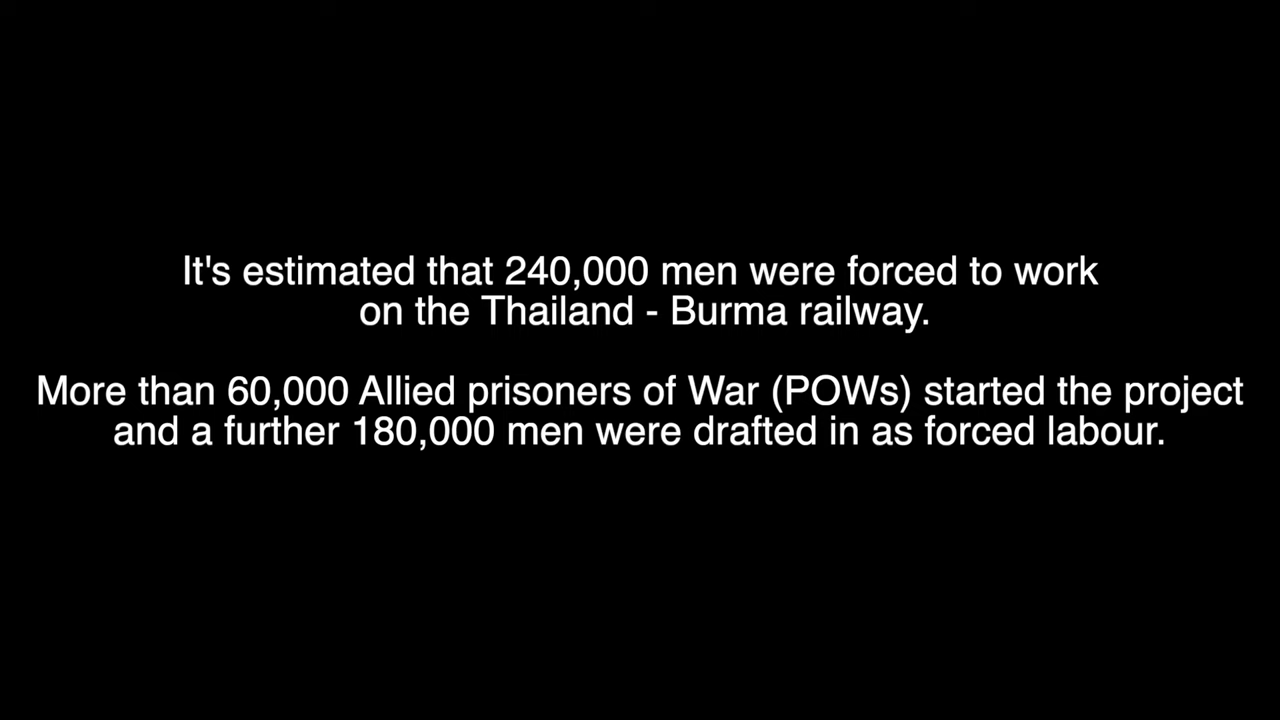 It's estimated that 240,000 men were forced to work
on the Thailand - Burma railway.
More than 60,000 Allied prisoners of War (POWs) started the project
and a further 180,000 men were drafted in as forced labour.